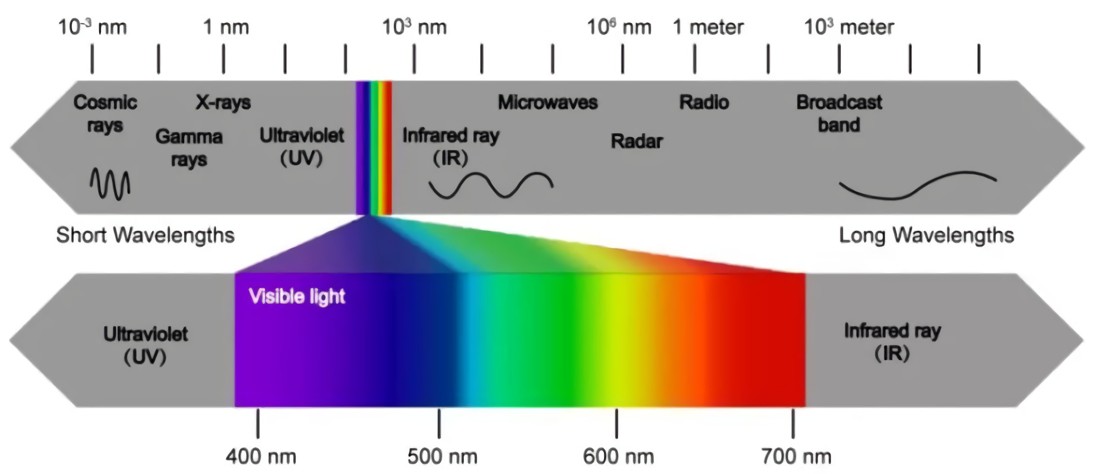 10⁻³ nm
1 nm
10³ nm
10⁶ nm
1 meter
10³ meter
Cosmic
rays
X-rays
Gamma
rays
Ultraviolet
(UV)
Infrared ray
(IR)
Microwaves
Radar
Radio
Broadcast
band
Short Wavelengths
Long Wavelengths
Visible light
Ultraviolet
(UV)
Infrared ray
(IR)
400 nm
500 nm
600 nm
700 nm